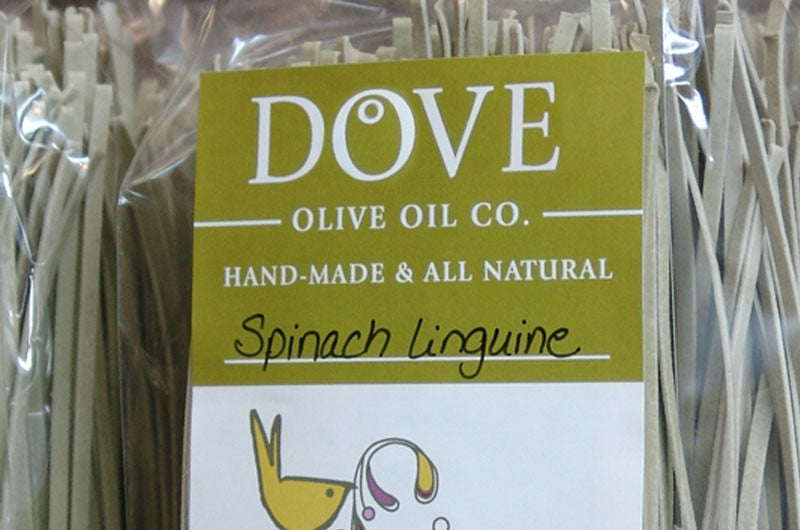 DOVE
OLIVE OIL CO.
HAND-MADE & ALL NATURAL
Spinach Linguine